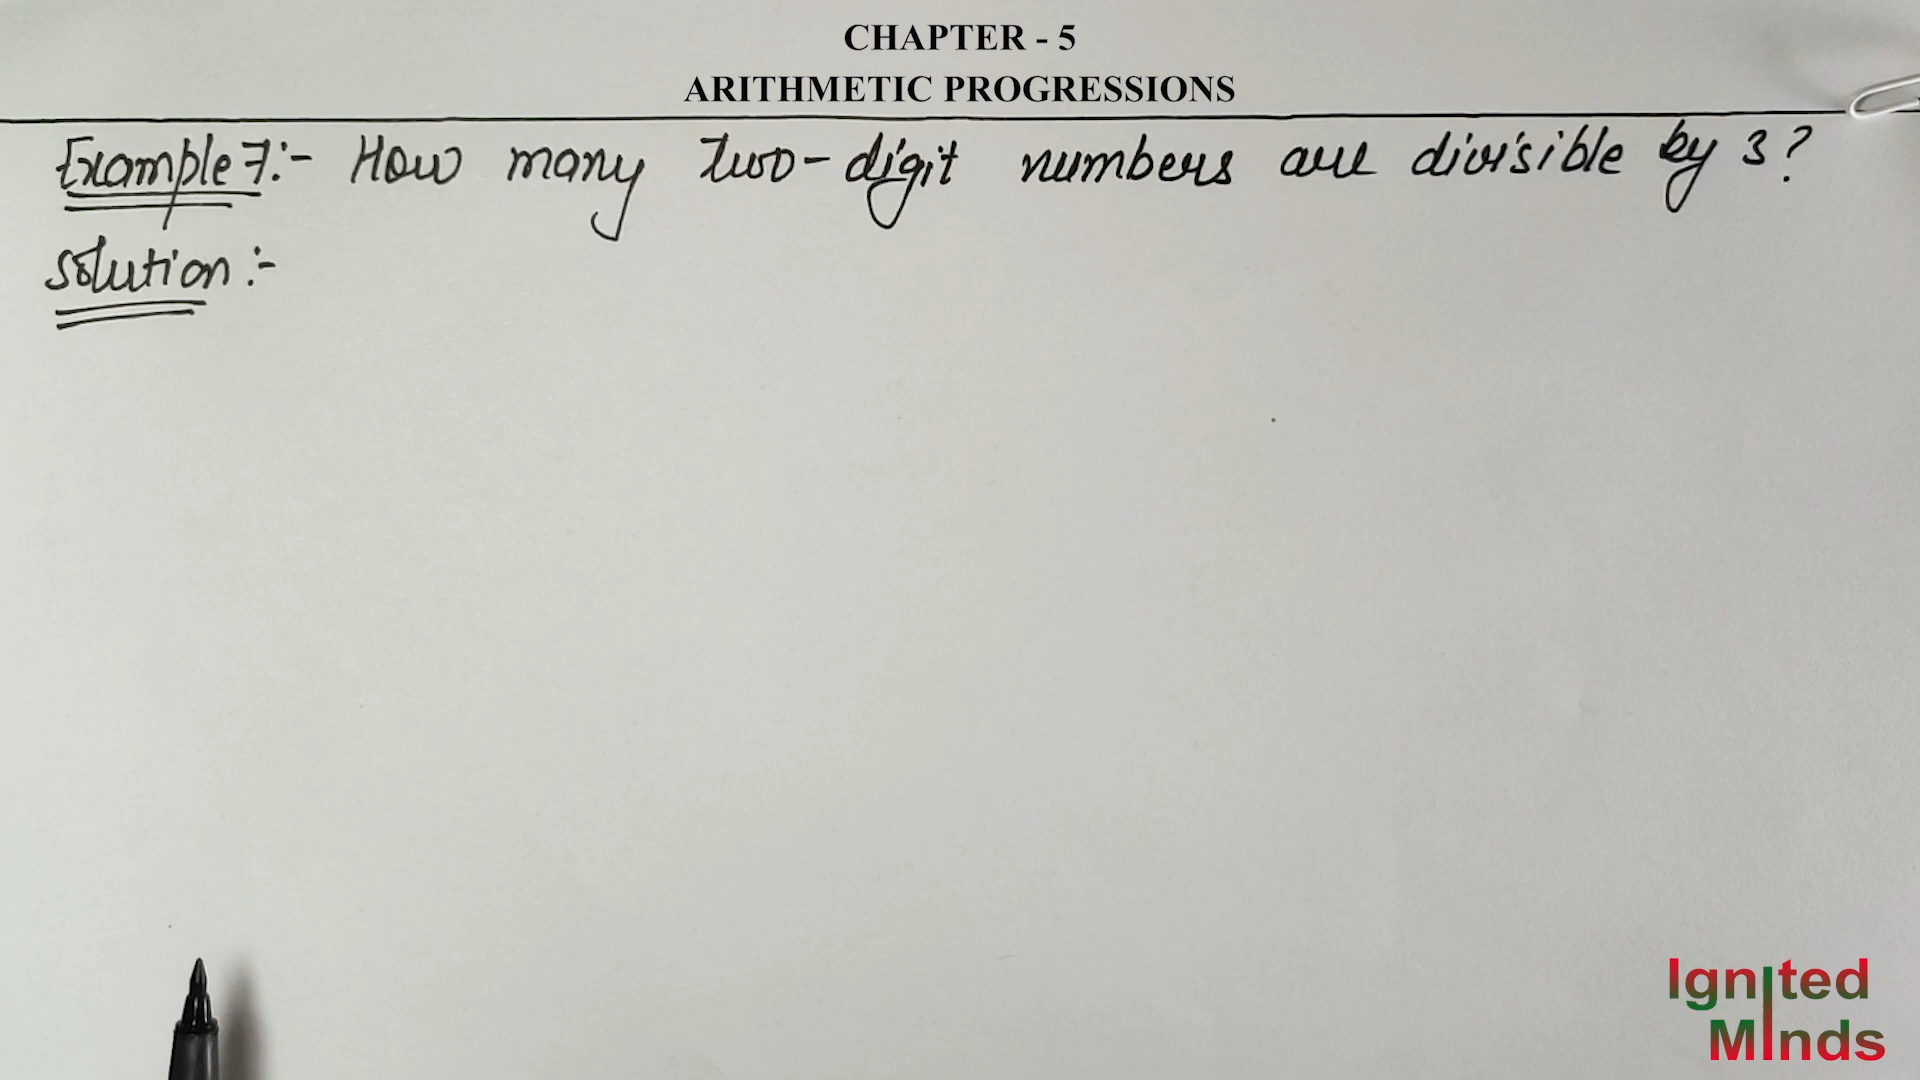 CHAPTER - 5
ARITHMETIC PROGRESSIONS
Example 7:- How many two-digit numbers are divisible by 3?
Solution :-
Ignited
Minds